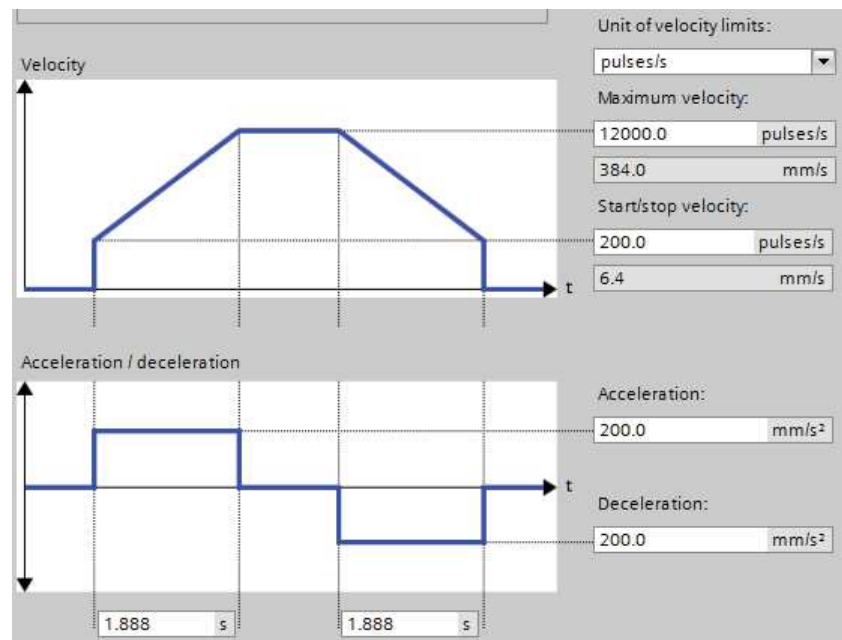 Unit of velocity limits:
pulses/s
Velocity
Maximum velocity:
12000.0 pulses/s
384.0 mm/s
Start/stop velocity:
200.0 pulses/s
6.4 mm/s
t
Acceleration / deceleration
Acceleration:
200.0 mm/s²
t
Deceleration:
200.0 mm/s²
1.888 s 1.888 s